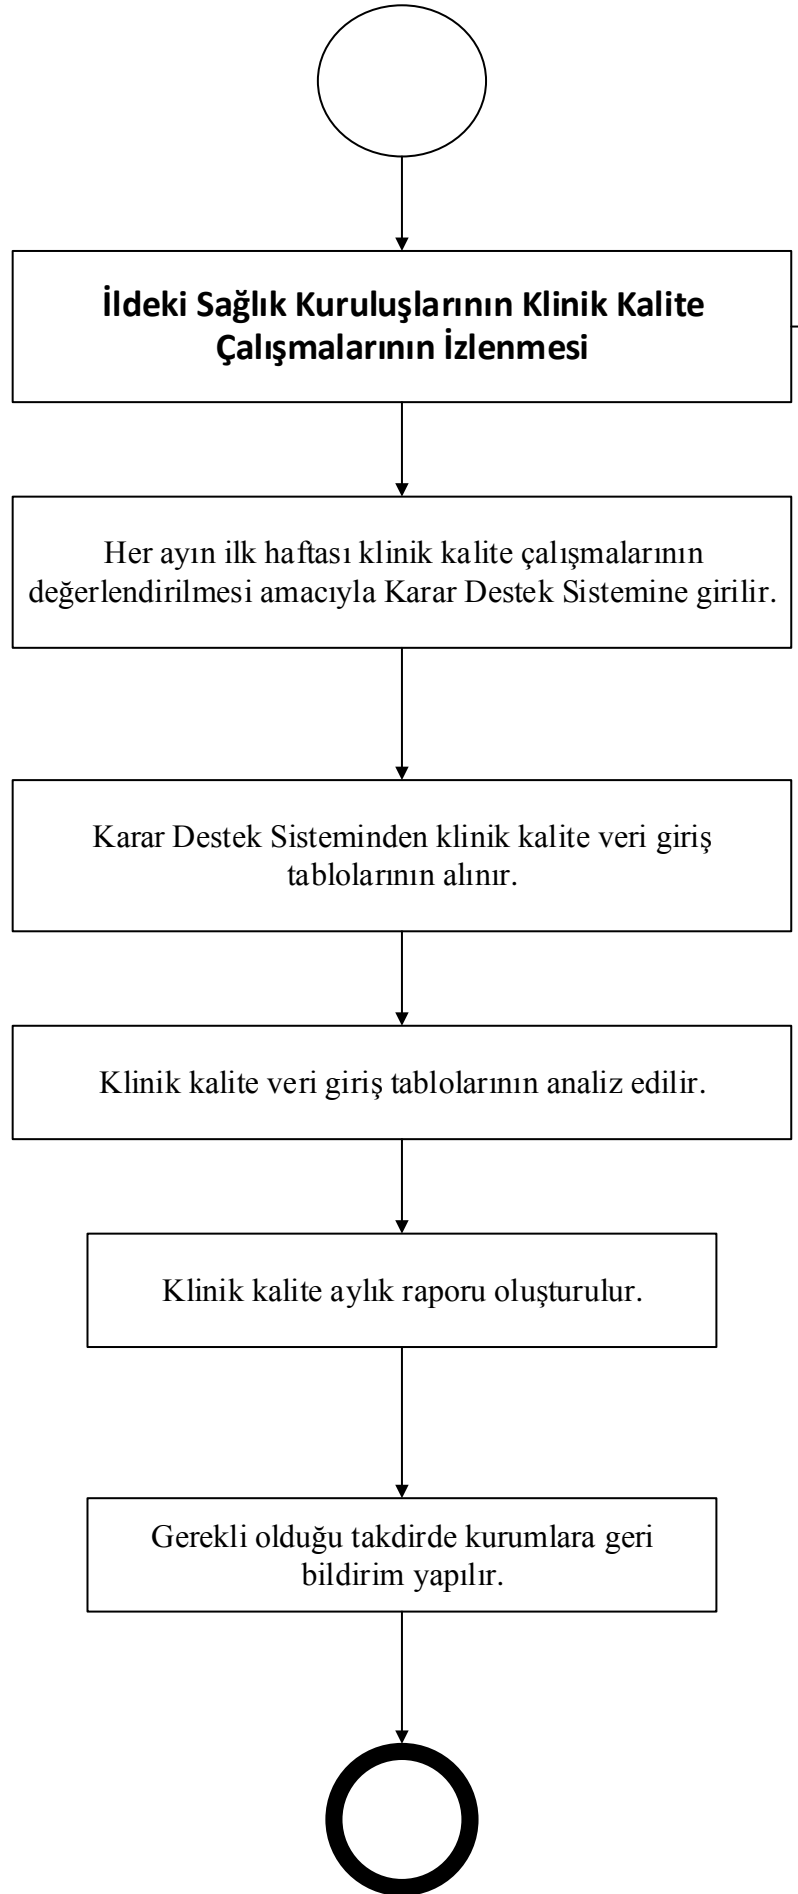 İldeki Sağlık Kuruluşlarının Klinik Kalite
Çalışmalarının İzlenmesi
Her ayın ilk haftası klinik kalite çalışmalarının
değerlendirilmesi amacıyla Karar Destek Sistemine girilir.
Karar Destek Sisteminden klinik kalite veri giriş
tablolarının alınır.
Klinik kalite veri giriş tablolarının analiz edilir.
Klinik kalite aylık raporu oluşturulur.
Gerekli olduğu takdirde kurumlara geri
bildirim yapılır.